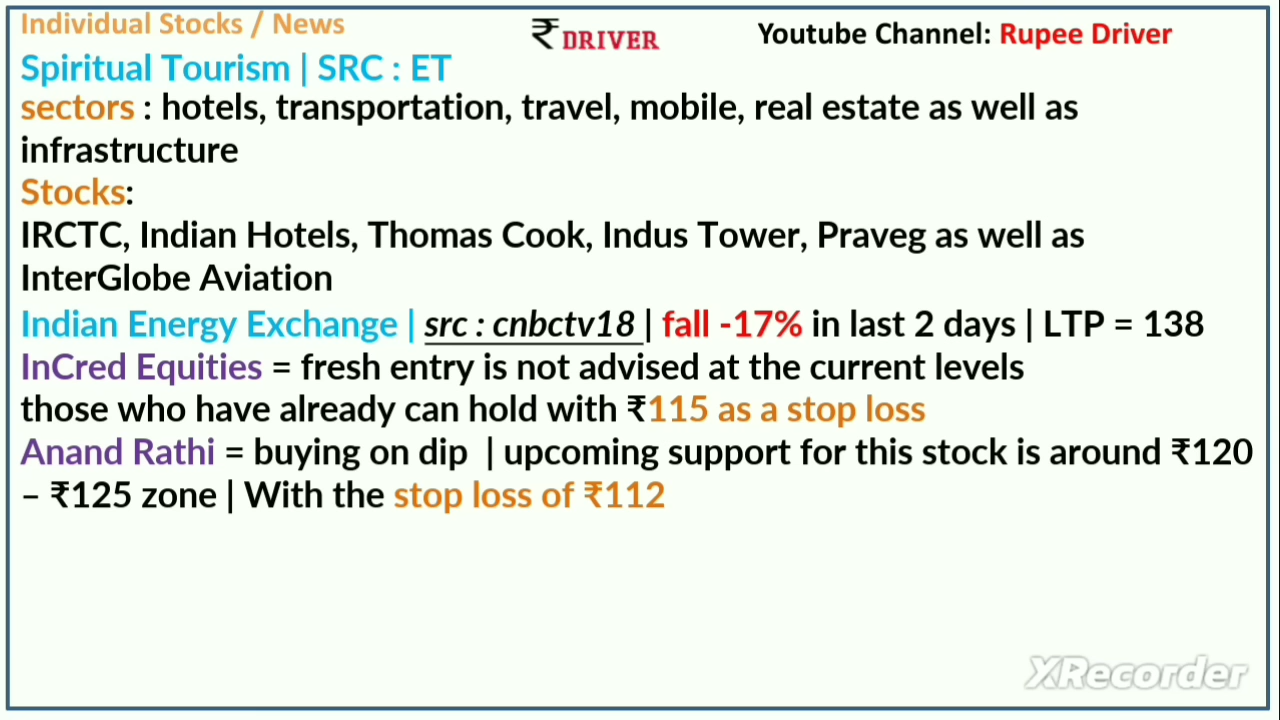 Individual Stocks / News
₹ DRIVER
Youtube Channel: Rupee Driver
Spiritual Tourism | SRC : ET
sectors : hotels, transportation, travel, mobile, real estate as well as
infrastructure
Stocks:
IRCTC, Indian Hotels, Thomas Cook, Indus Tower, Praveg as well as
InterGlobe Aviation
Indian Energy Exchange | src : cnbctv18 | fall -17% in last 2 days | LTP = 138
InCred Equities = fresh entry is not advised at the current levels
those who have already can hold with ₹115 as a stop loss
Anand Rathi = buying on dip | upcoming support for this stock is around ₹120
– ₹125 zone | With the stop loss of ₹112
XRecorder